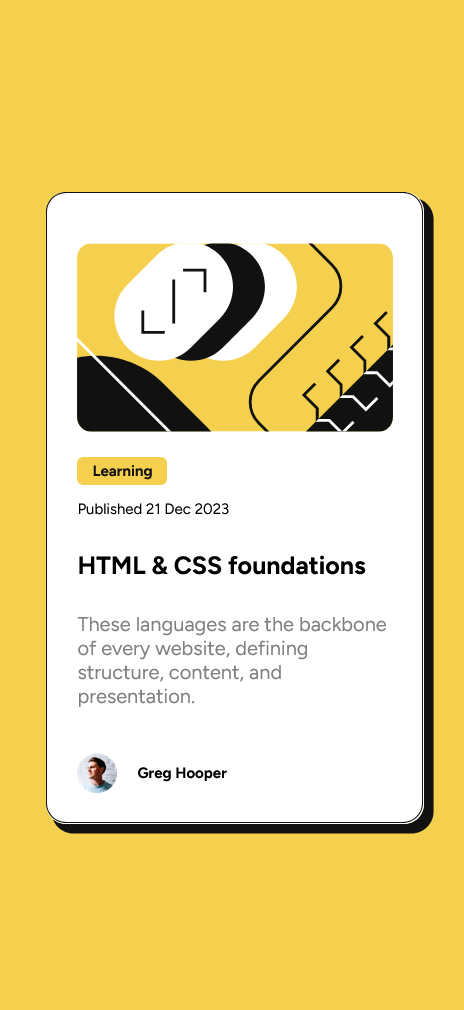 Learning
Published 21 Dec 2023
HTML & CSS foundations
These languages are the backbone
of every website, defining
structure, content, and
presentation.
Greg Hooper